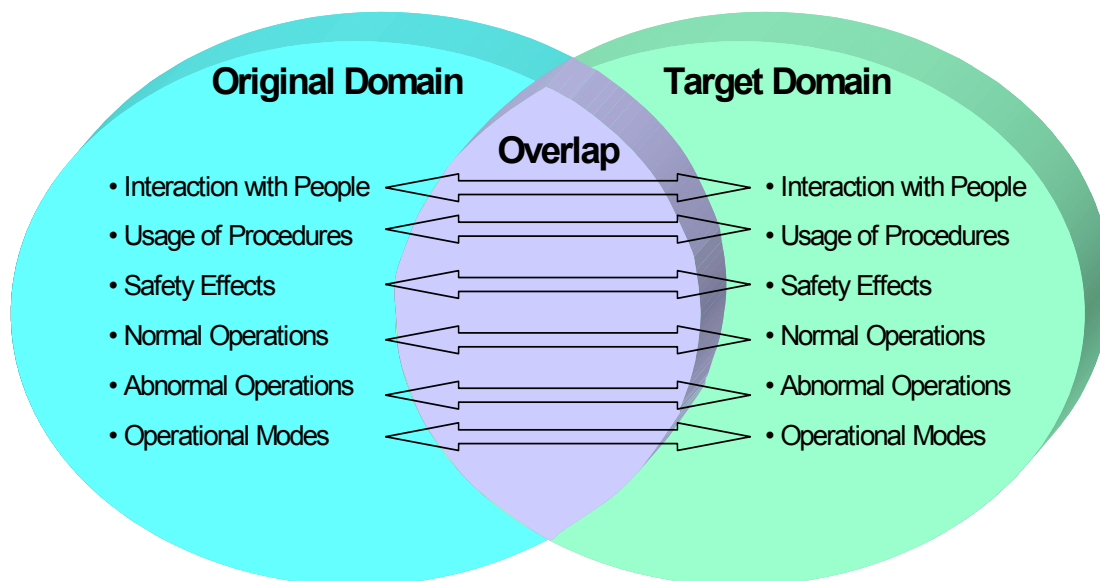 Original Domain
Target Domain
Overlap
• Interaction with People
• Usage of Procedures
• Safety Effects
• Normal Operations
• Abnormal Operations
• Operational Modes
• Interaction with People
• Usage of Procedures
• Safety Effects
• Normal Operations
• Abnormal Operations
• Operational Modes